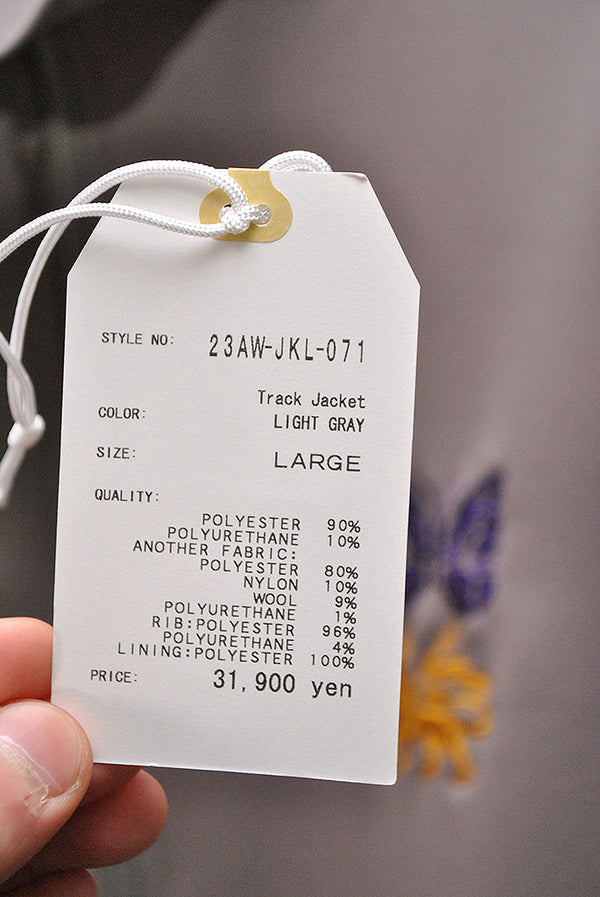 STYLE NO: 23AW-JKL-071
Track Jacket
COLOR: LIGHT GRAY
SIZE: LARGE
QUALITY:
POLYESTER 90%
POLYURETHANE 10%
ANOTHER FABRIC:
POLYESTER 80%
NYLON 10%
WOOL 9%
POLYURETHANE 1%
RIB:POLYESTER 96%
POLYURETHANE 4%
LINING:POLYESTER 100%
PRICE: 31,900 yen